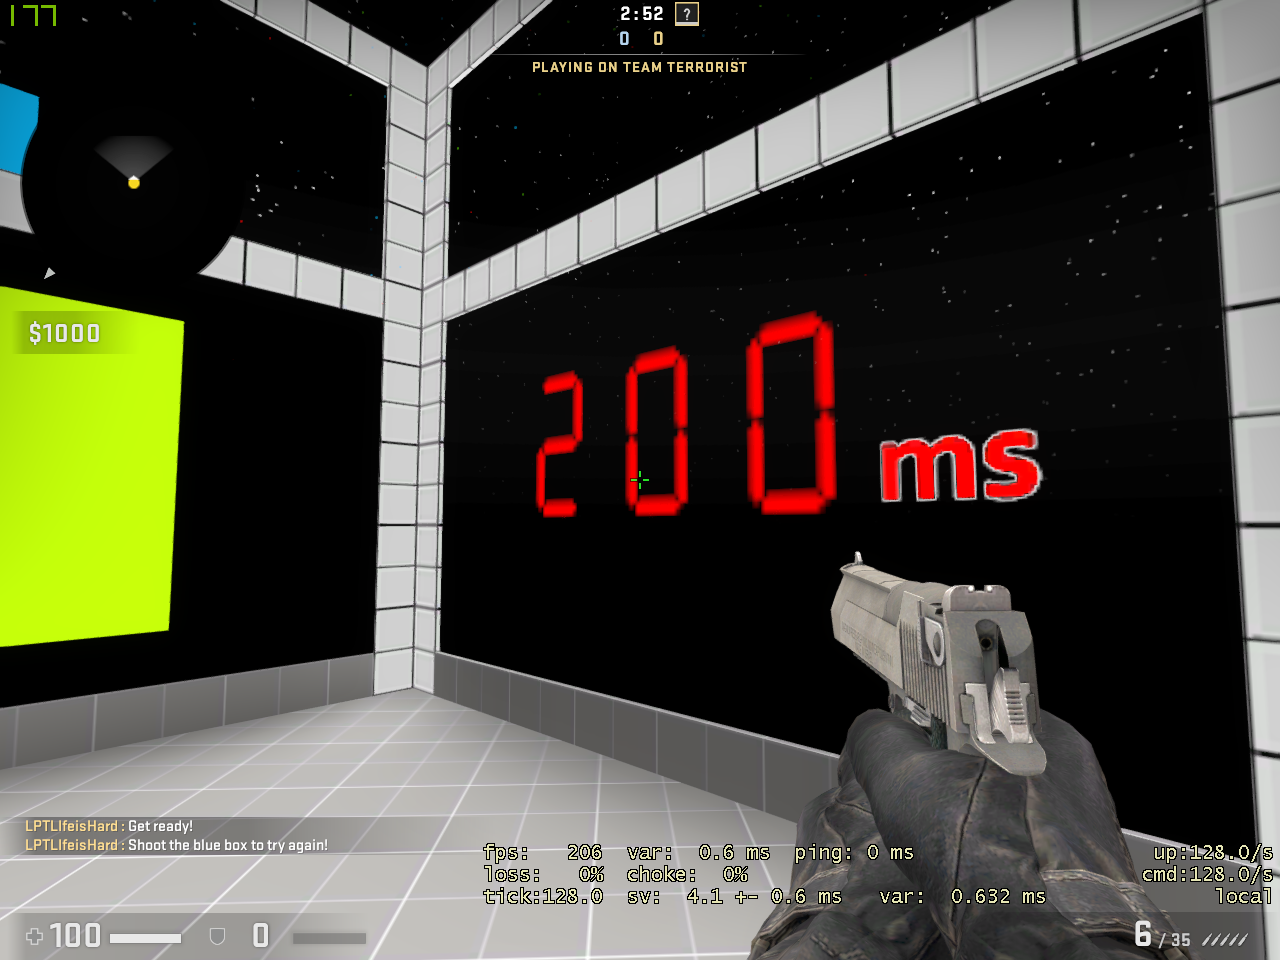 177
2:52 ?
0 0
PLAYING ON TEAM TERRORIST
$1000
200 ms
LPTLIfeisHard : Get ready!
LPTLIfeisHard : Shoot the blue box to try again!
fps: 206 var: 0.6 ms ping: 0 ms up:128.0/s
loss: 0% choke: 0% cmd:128.0/s
tick:128.0 sv: 4.1 +- 0.6 ms var: 0.632 ms local
100 0 6 / 35